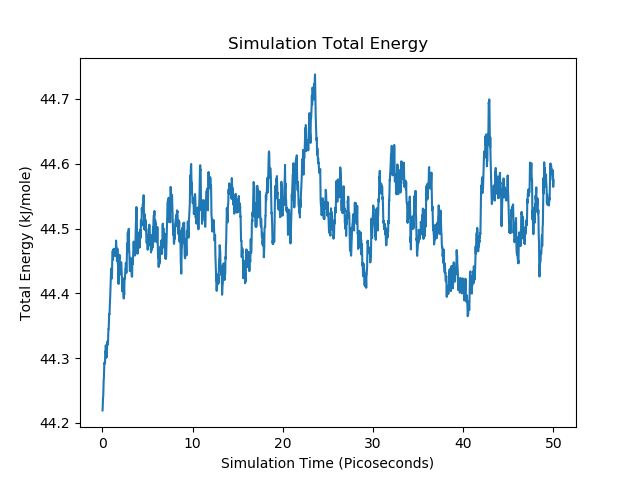 Simulation Total Energy
Total Energy (kJ/mole)
44.7
44.6
44.5
44.4
44.3
44.2
0 10 20 30 40 50
Simulation Time (Picoseconds)